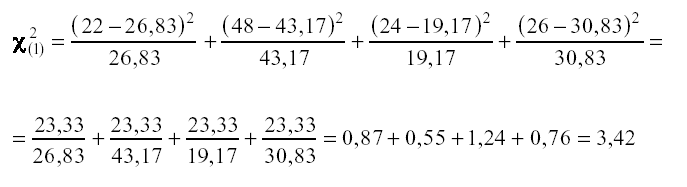 χ²₍₁₎ = (22 − 26,83)²/26,83 + (48 − 43,17)²/43,17 + (24 − 19,17)²/19,17 + (26 − 30,83)²/30,83 =
= 23,33/26,83 + 23,33/43,17 + 23,33/19,17 + 23,33/30,83 = 0,87 + 0,55 + 1,24 + 0,76 = 3,42